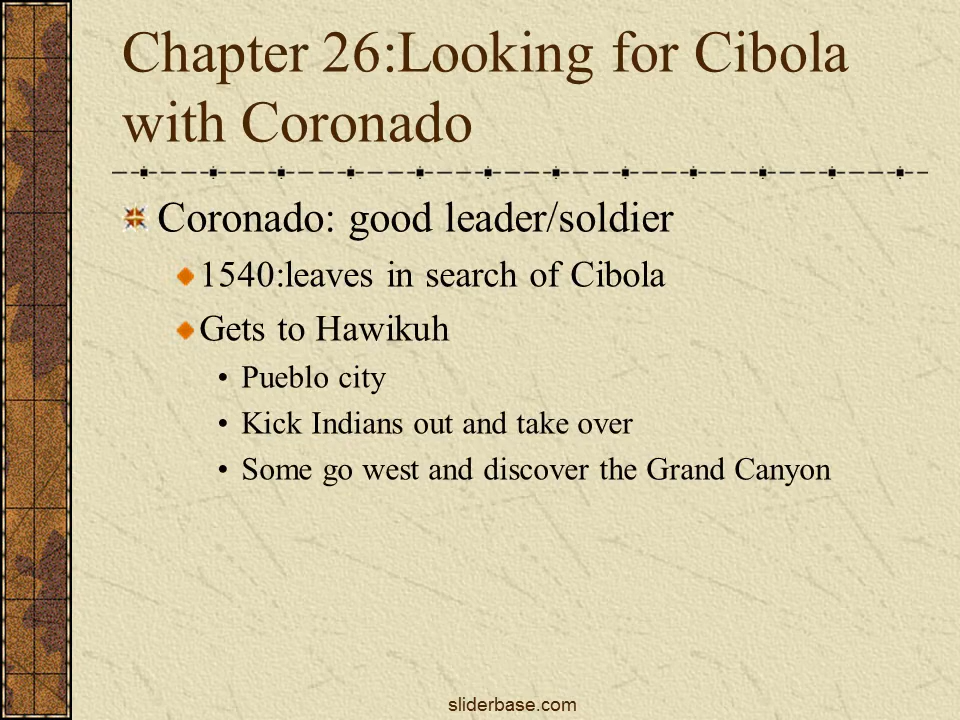 Chapter 26:Looking for Cibola
with Coronado
Coronado: good leader/soldier
1540:leaves in search of Cibola
Gets to Hawikuh
• Pueblo city
• Kick Indians out and take over
• Some go west and discover the Grand Canyon
sliderbase.com